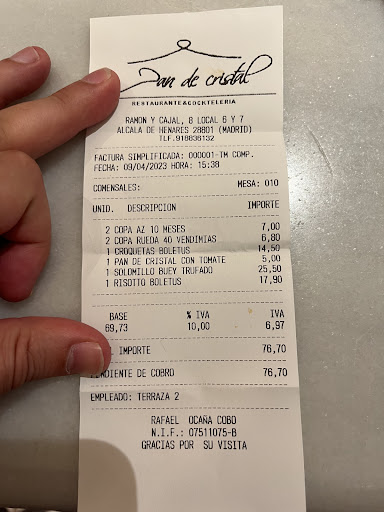 Pan de cristal
RESTAURANTE&COCKTELERIA
RAMON Y CAJAL, 8 LOCAL 6 Y 7
ALCALA DE HENARES 28801 (MADRID)
TLF.918836132
FACTURA SIMPLIFICADA: 000001-TM COMP.
FECHA: 09/04/2023 HORA: 15:38
COMENSALES: MESA: 010
UNID. DESCRIPCION IMPORTE
2 COPA AZ 10 MESES 7,00
2 COPA RUEDA 40 VENDIMIAS 6,80
1 CROQUETAS BOLETUS 14,50
1 PAN DE CRISTAL CON TOMATE 5,00
1 SOLOMILLO BUEY TRUFADO 25,50
1 RISOTTO BOLETUS 17,90
BASE % IVA IVA
69,73 10,00 6,97
IMPORTE 76,70
PENDIENTE DE COBRO 76,70
EMPLEADO: TERRAZA 2
RAFAEL OCAÑA COBO
N.I.F.: 07511075-B
GRACIAS POR SU VISITA